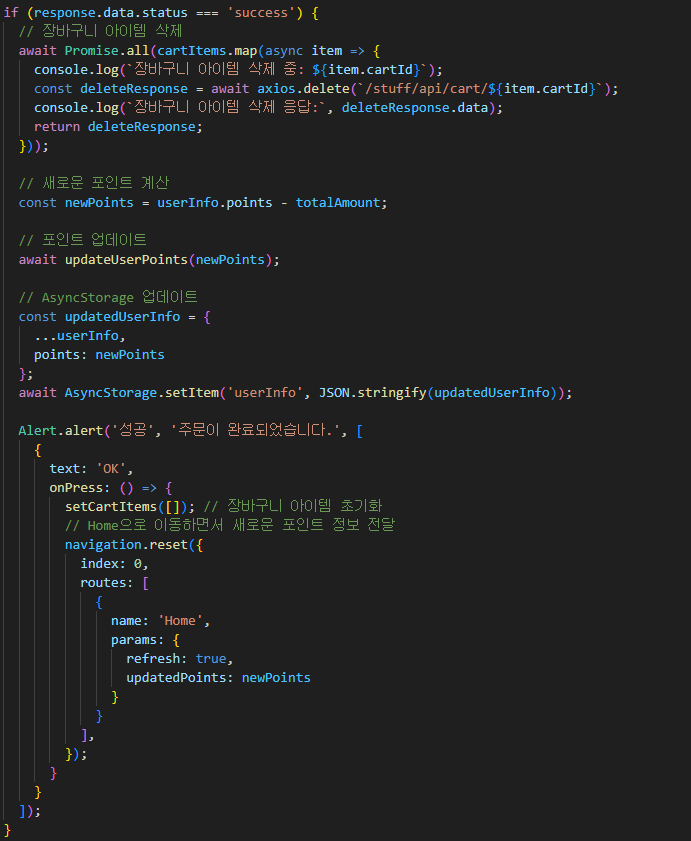 if (response.data.status === 'success') {
  // 장바구니 아이템 삭제
  await Promise.all(cartItems.map(async item => {
    console.log(`장바구니 아이템 삭제 중: ${item.cartId}`);
    const deleteResponse = await axios.delete(`/stuff/api/cart/${item.cartId}`);
    console.log(`장바구니 아이템 삭제 응답:`, deleteResponse.data);
    return deleteResponse;
  }));

  // 새로운 포인트 계산
  const newPoints = userInfo.points - totalAmount;

  // 포인트 업데이트
  await updateUserPoints(newPoints);

  // AsyncStorage 업데이트
  const updatedUserInfo = {
    ...userInfo,
    points: newPoints
  };
  await AsyncStorage.setItem('userInfo', JSON.stringify(updatedUserInfo));

  Alert.alert('성공', '주문이 완료되었습니다.', [
    {
      text: 'OK',
      onPress: () => {
        setCartItems([]); // 장바구니 아이템 초기화
        // Home으로 이동하면서 새로운 포인트 정보 전달
        navigation.reset({
          index: 0,
          routes: [
            {
              name: 'Home',
              params: {
                refresh: true,
                updatedPoints: newPoints
              }
            }
          ],
        });
      }
    }
  ]);
}